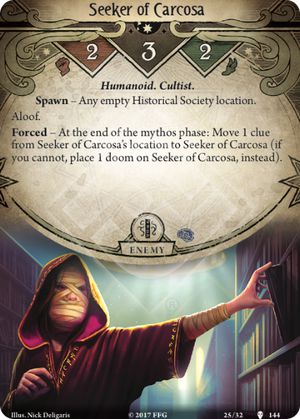 Seeker of Carcosa
2 3 2
Humanoid. Cultist.
Spawn – Any empty Historical Society location.
Aloof.
Forced – At the end of the mythos phase: Move 1 clue
from Seeker of Carcosa's location to Seeker of Carcosa (if
you cannot, place 1 doom on Seeker of Carcosa, instead).
ENEMY
Illus. Nick Deligaris © 2017 FFG 25/32 144